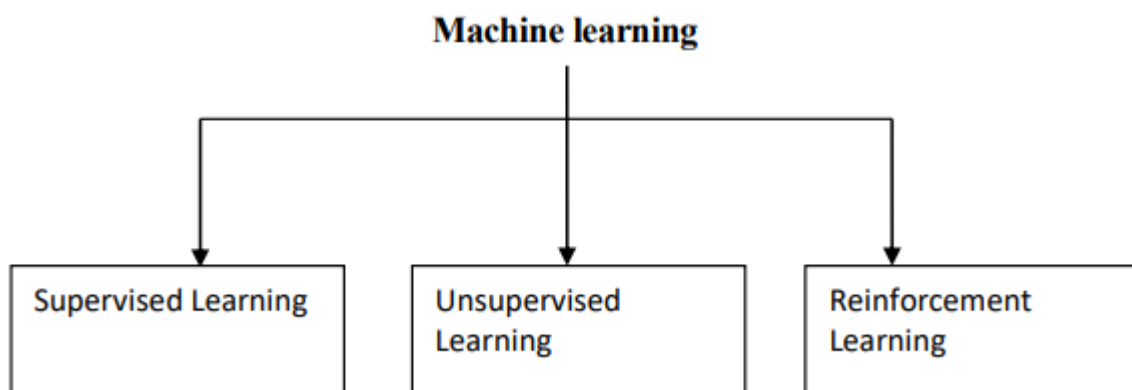 Machine learning
Supervised Learning
Unsupervised
Learning
Reinforcement
Learning